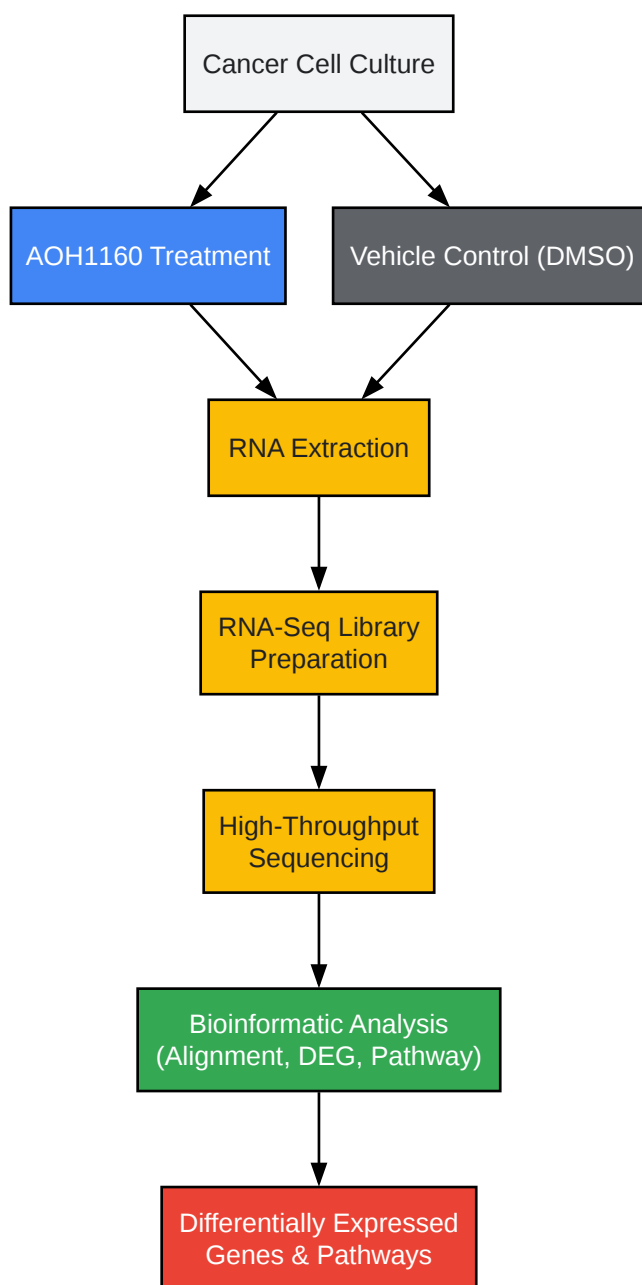 Cancer Cell Culture
AOH1160 Treatment
Vehicle Control (DMSO)
RNA Extraction
RNA-Seq Library
Preparation
High-Throughput
Sequencing
Bioinformatic Analysis
(Alignment, DEG, Pathway)
Differentially Expressed
Genes & Pathways